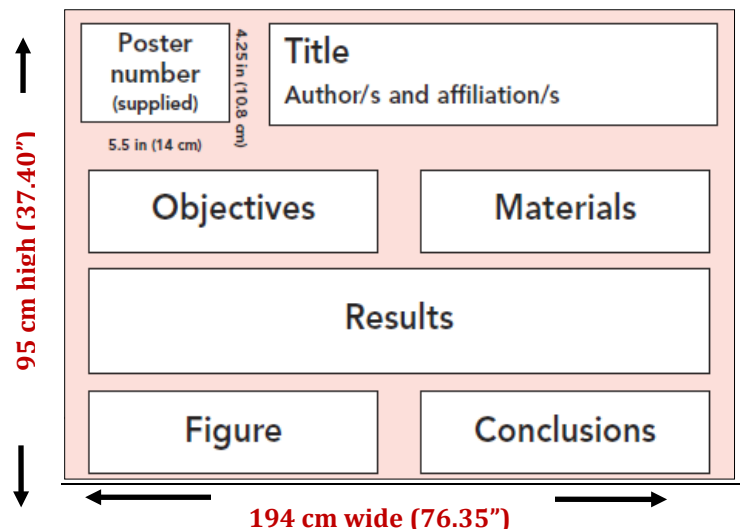 Poster
number
(supplied)
4.25 in (10.8 cm)
5.5 in (14 cm)
Title
Author/s and affiliation/s
Objectives
Materials
Results
Figure
Conclusions
95 cm high (37.40”)
194 cm wide (76.35”)